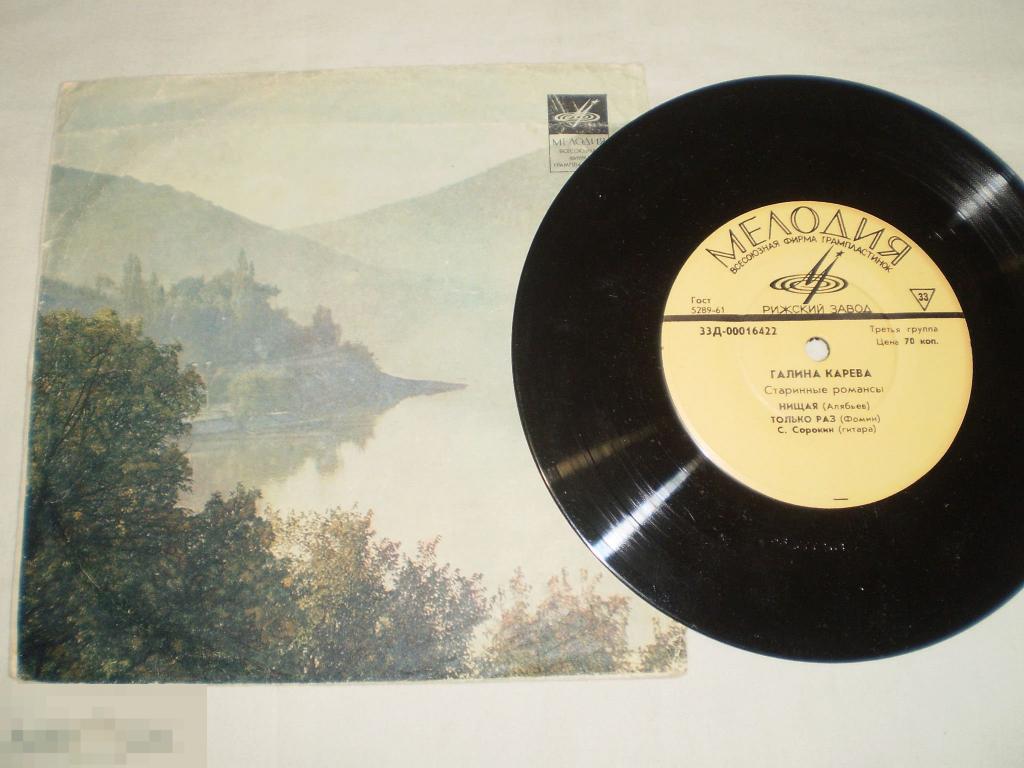 МЕЛОДИЯ
ВСЕСОЮЗНАЯ
МЕЛОДИЯ
ВСЕСОЮЗНАЯ ФИРМА ГРАМПЛАСТИНОК
РИЖСКИЙ ЗАВОД
Гост
5289-61
33
33Д-00016422
Третья группа
Цена 70 коп.
ГАЛИНА КАРЕВА
Старинные романсы
НИЩАЯ (Алябьев)
ТОЛЬКО РАЗ (Фомин)
С. Сорокин (гитара)